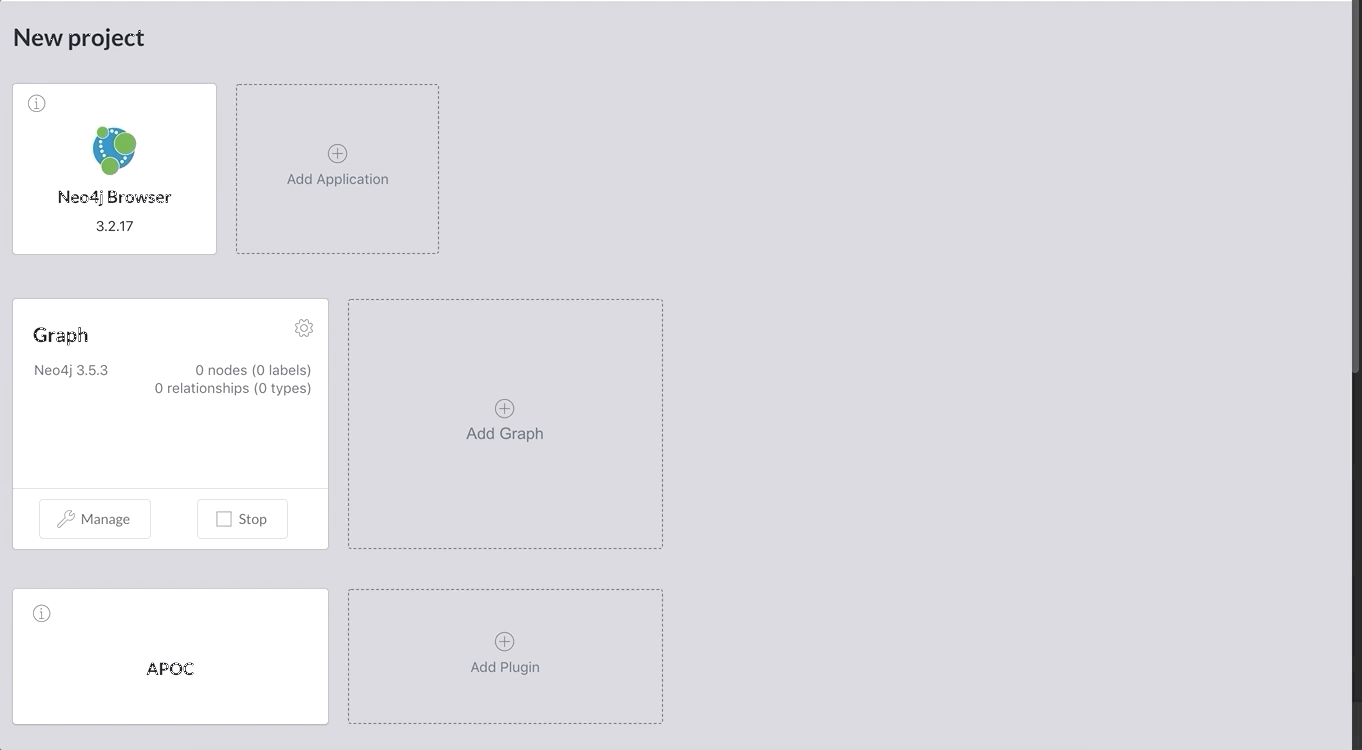 New project
Neo4j Browser
3.2.17
Add Application
Graph
Neo4j 3.5.3
0 nodes (0 labels)
0 relationships (0 types)
Manage
Stop
Add Graph
APOC
Add Plugin